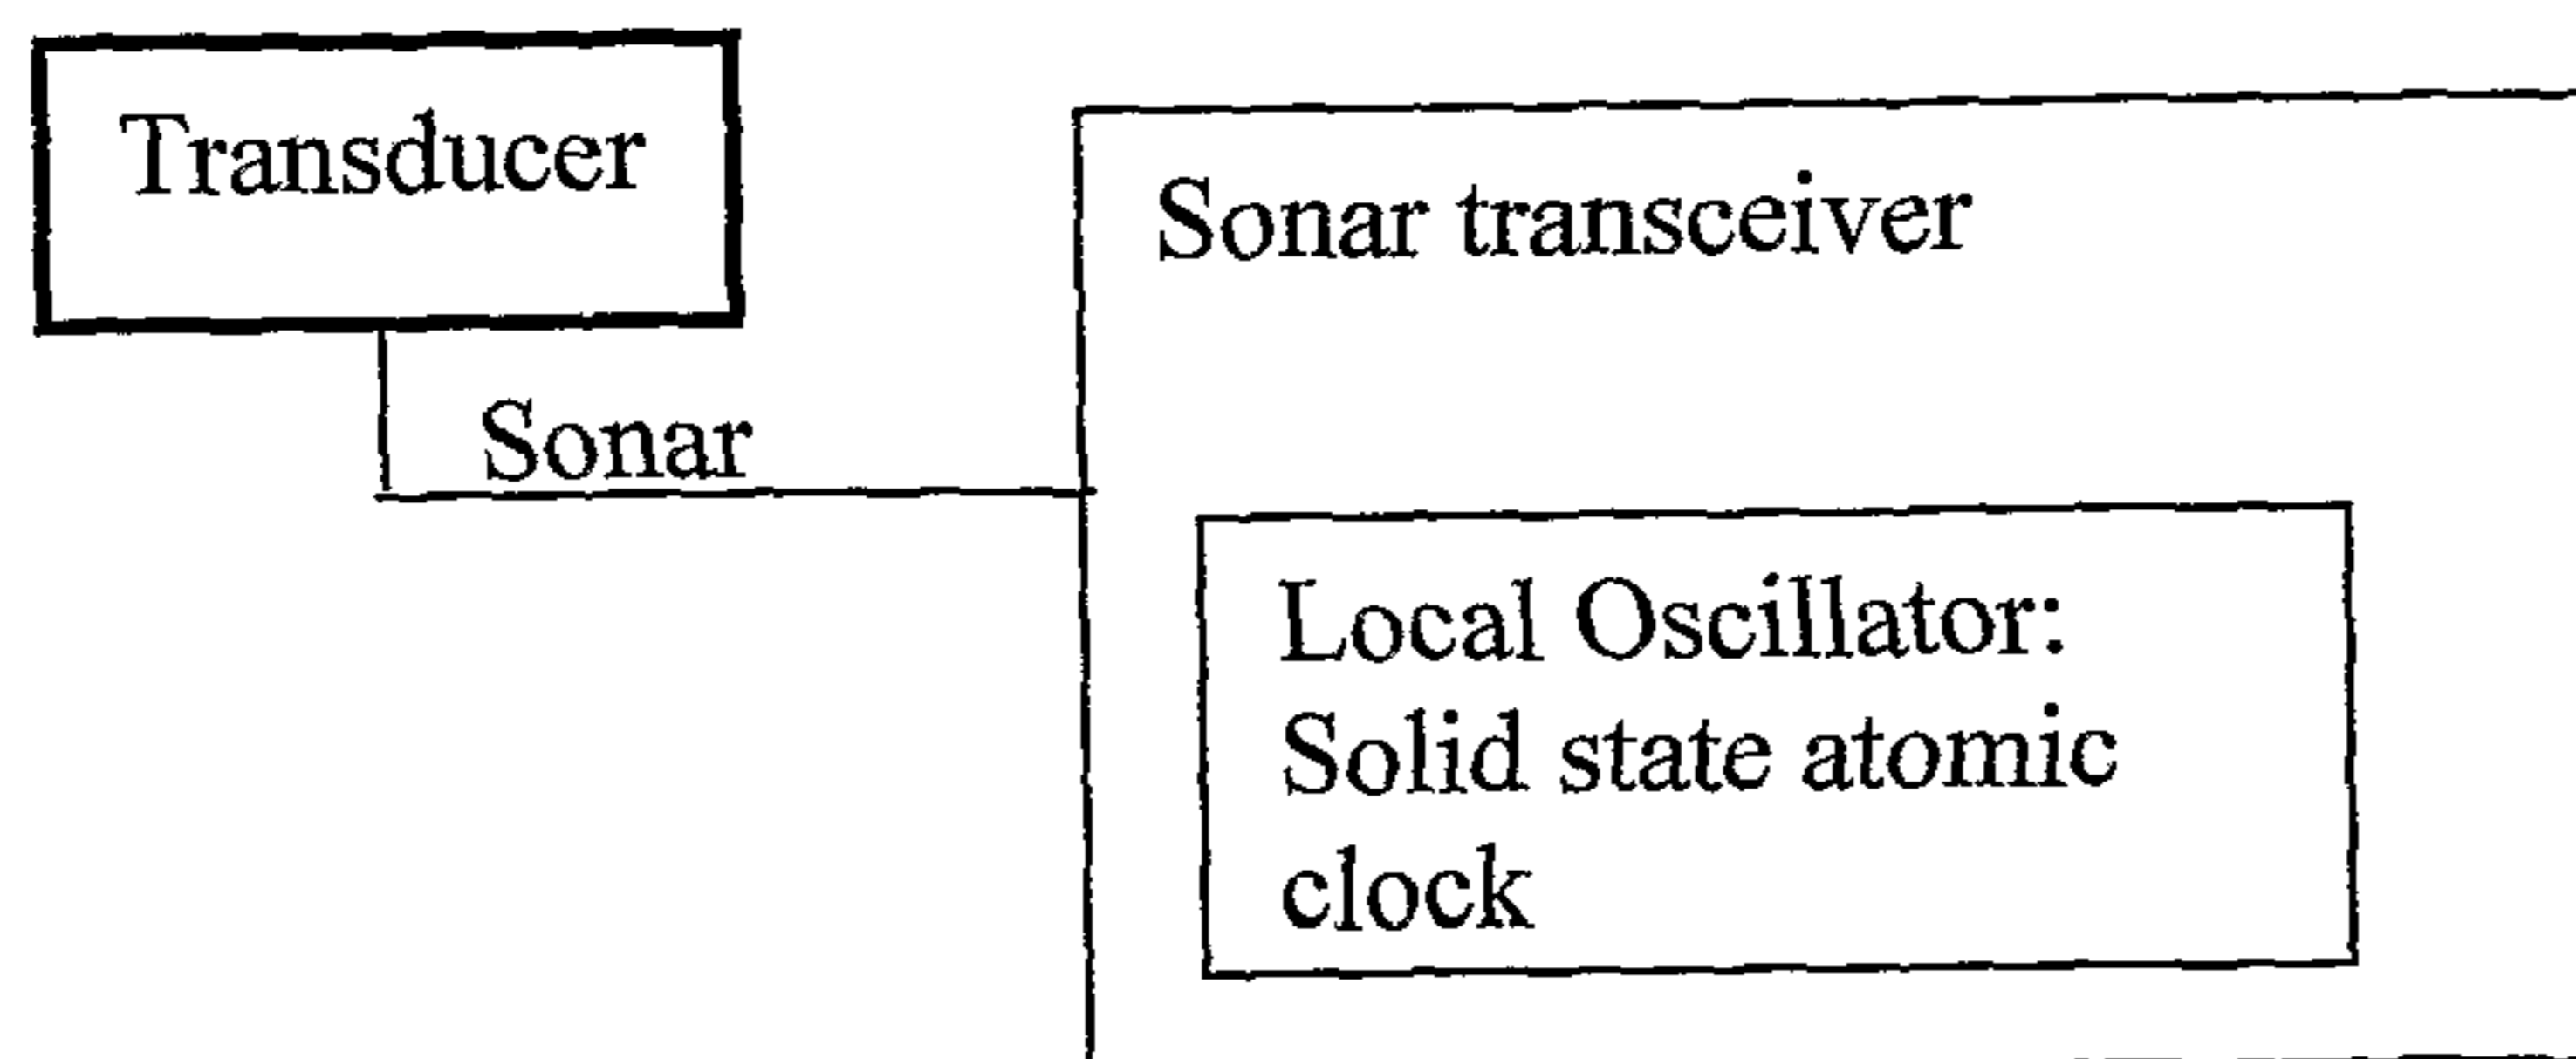 Transducer
Sonar transceiver
Sonar
Local Oscillator:
Solid state atomic
clock